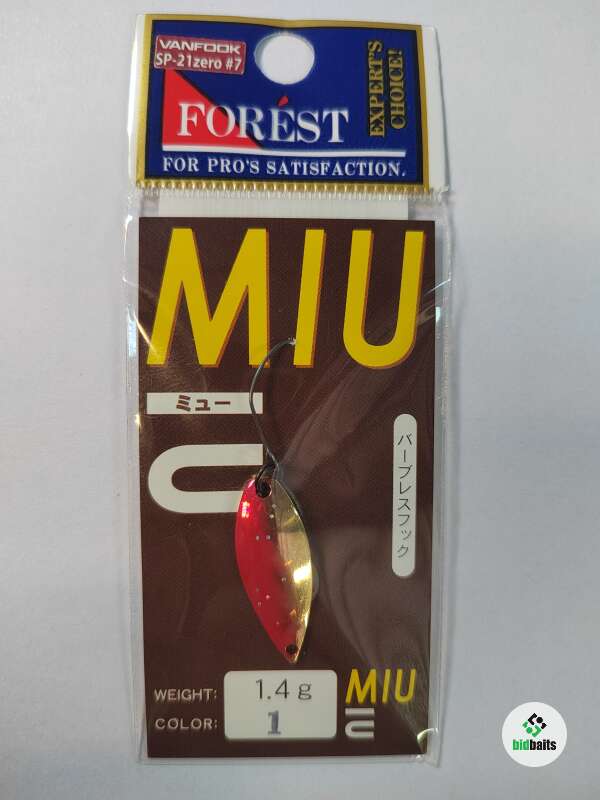 VANFOOK
SP-21zero #7
FORÉST
FOR PRO'S SATISFACTION.
EXPERT'S
CHOICE!
MIU
ミュー
バーブレスフック
WEIGHT: 1.4g
COLOR: 1
MIU
bidbaits